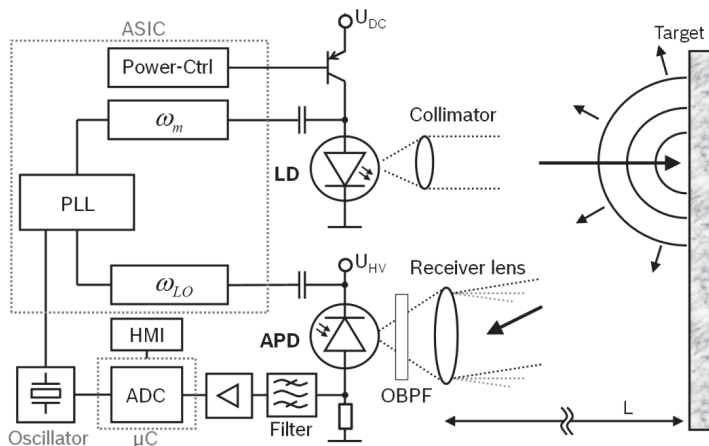 ASIC
U_DC
Target
Power-Ctrl
Collimator
ω_m
LD
PLL
U_HV
Receiver lens
ω_LO
HMI
APD
ADC
OBPF
L
Oscillator
μC
Filter